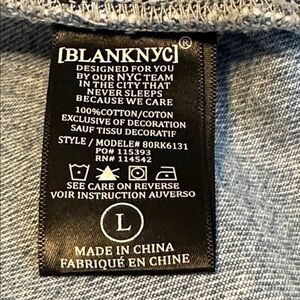 [BLANKNYC]
DESIGNED FOR YOU
BY OUR NYC TEAM
IN THE CITY THAT
NEVER SLEEPS
BECAUSE WE CARE
100%COTTON/COTON
EXCLUSIVE OF DECORATION
SAUF TISSU DECORATIF
STYLE / MODELE# 80RK6131
PO# 115393
RN# 114542
SEE CARE ON REVERSE
VOIR INSTRUCTION AUVERSO
L
MADE IN CHINA
FABRIQUÉ EN CHINE